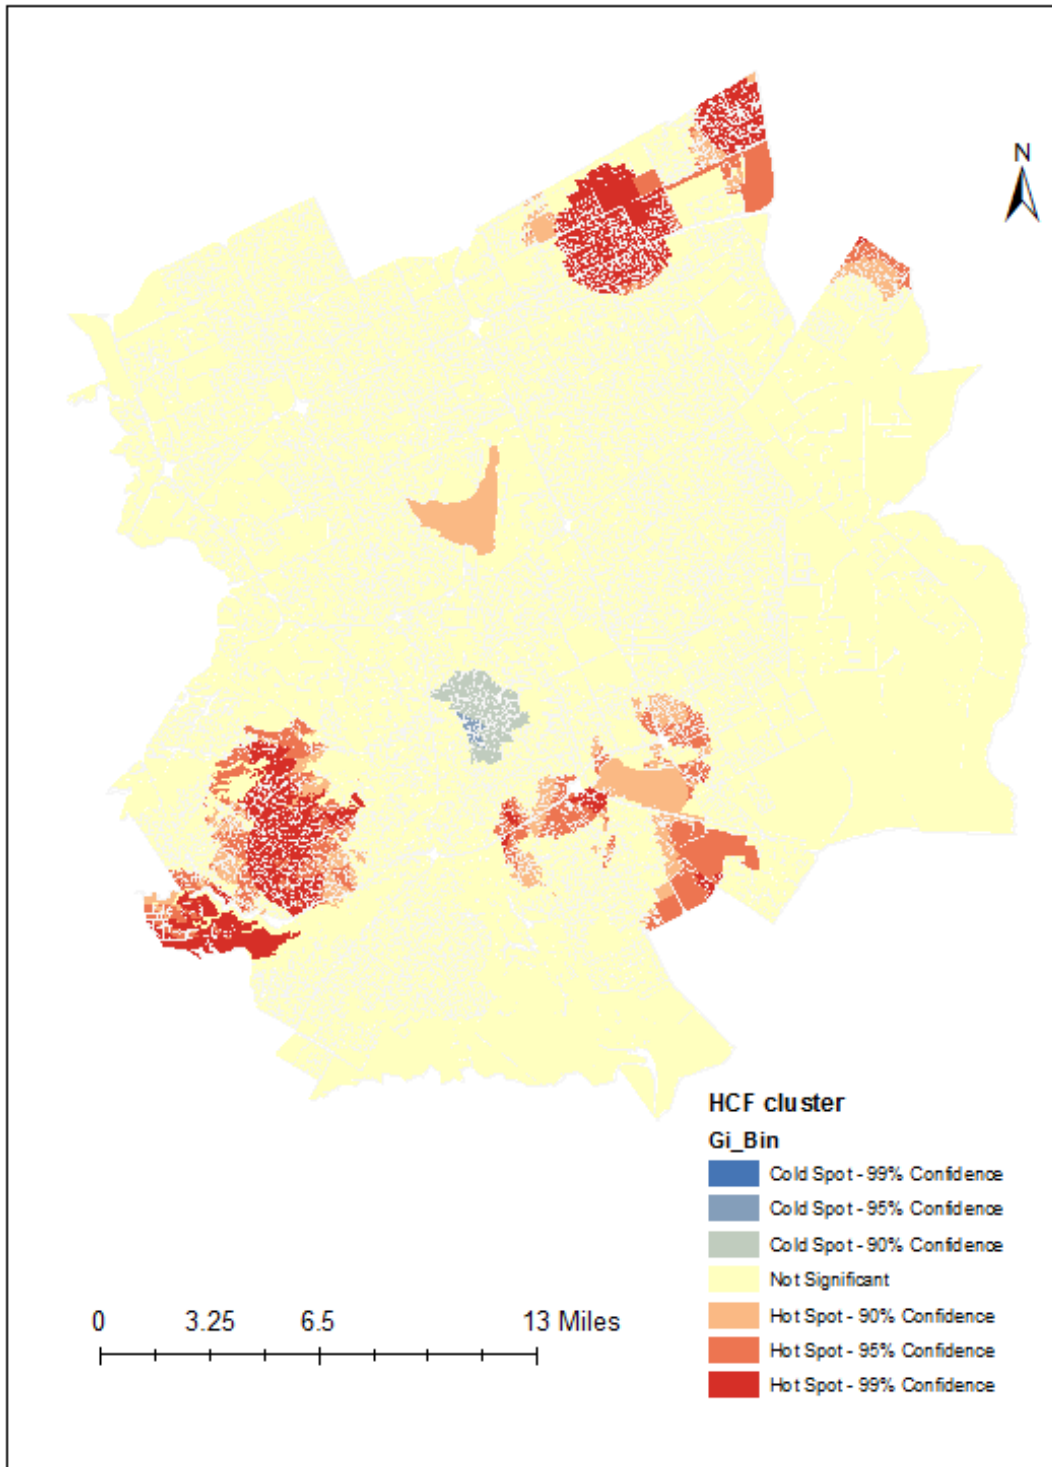 N
HCF cluster
Gi_Bin
Cold Spot - 99% Confidence
Cold Spot - 95% Confidence
Cold Spot - 90% Confidence
Not Significant
Hot Spot - 90% Confidence
Hot Spot - 95% Confidence
Hot Spot - 99% Confidence
0 3.25 6.5 13 Miles